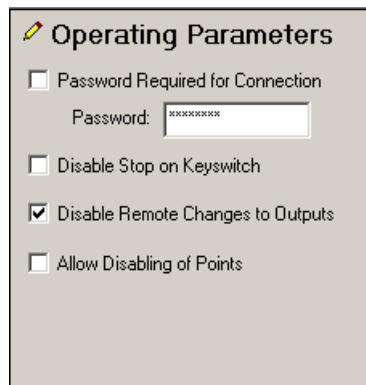 Operating Parameters
Password Required for Connection
Password: ********
Disable Stop on Keyswitch
Disable Remote Changes to Outputs
Allow Disabling of Points